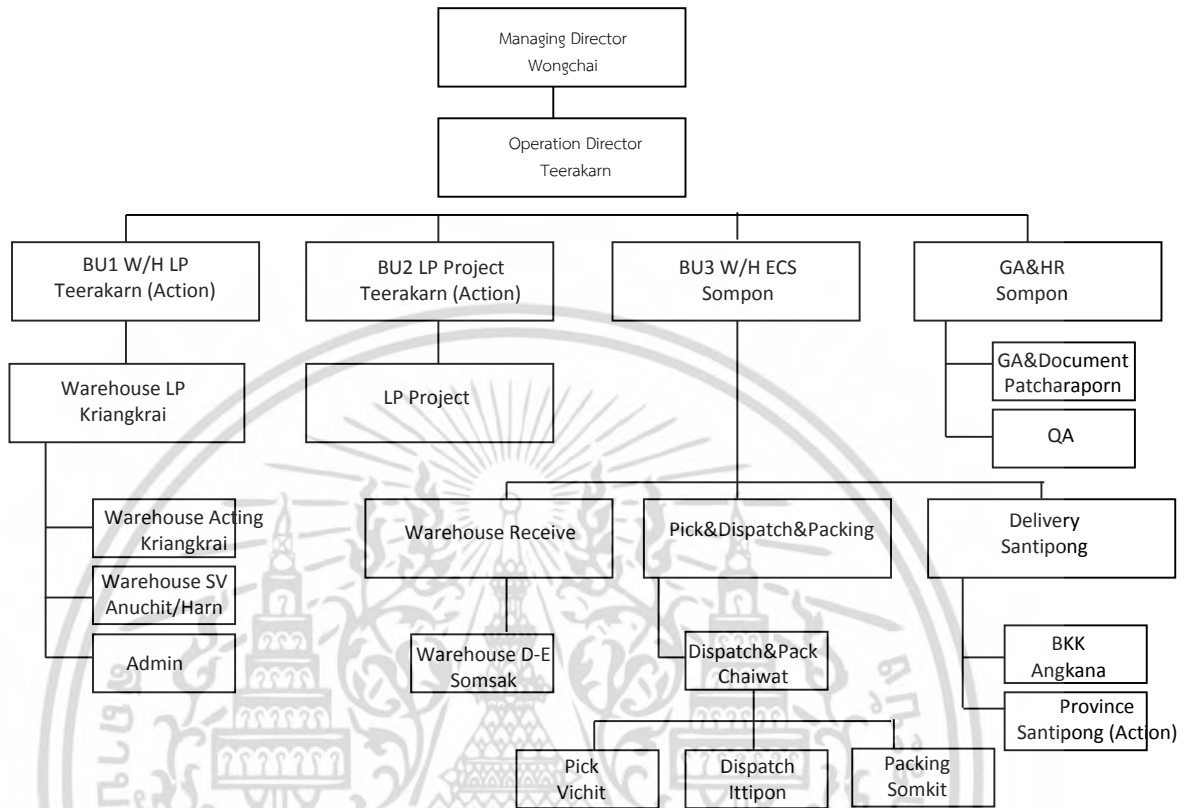 Managing Director
Wongchai
Operation Director
Teerakarn
BU1 W/H LP
Teerakarn (Action)
BU2 LP Project
Teerakarn (Action)
BU3 W/H ECS
Sompon
GA&HR
Sompon
Warehouse LP
Kriangkrai
LP Project
GA&Document
Patcharaporn
QA
Warehouse Acting
Kriangkrai
Warehouse SV
Anuchit/Harn
Admin
Warehouse Receive
Pick&Dispatch&Packing
Delivery
Santipong
Warehouse D-E
Somsak
Dispatch&Pack
Chaiwat
BKK
Angkana
Province
Santipong (Action)
Pick
Vichit
Dispatch
Ittipon
Packing
Somkit